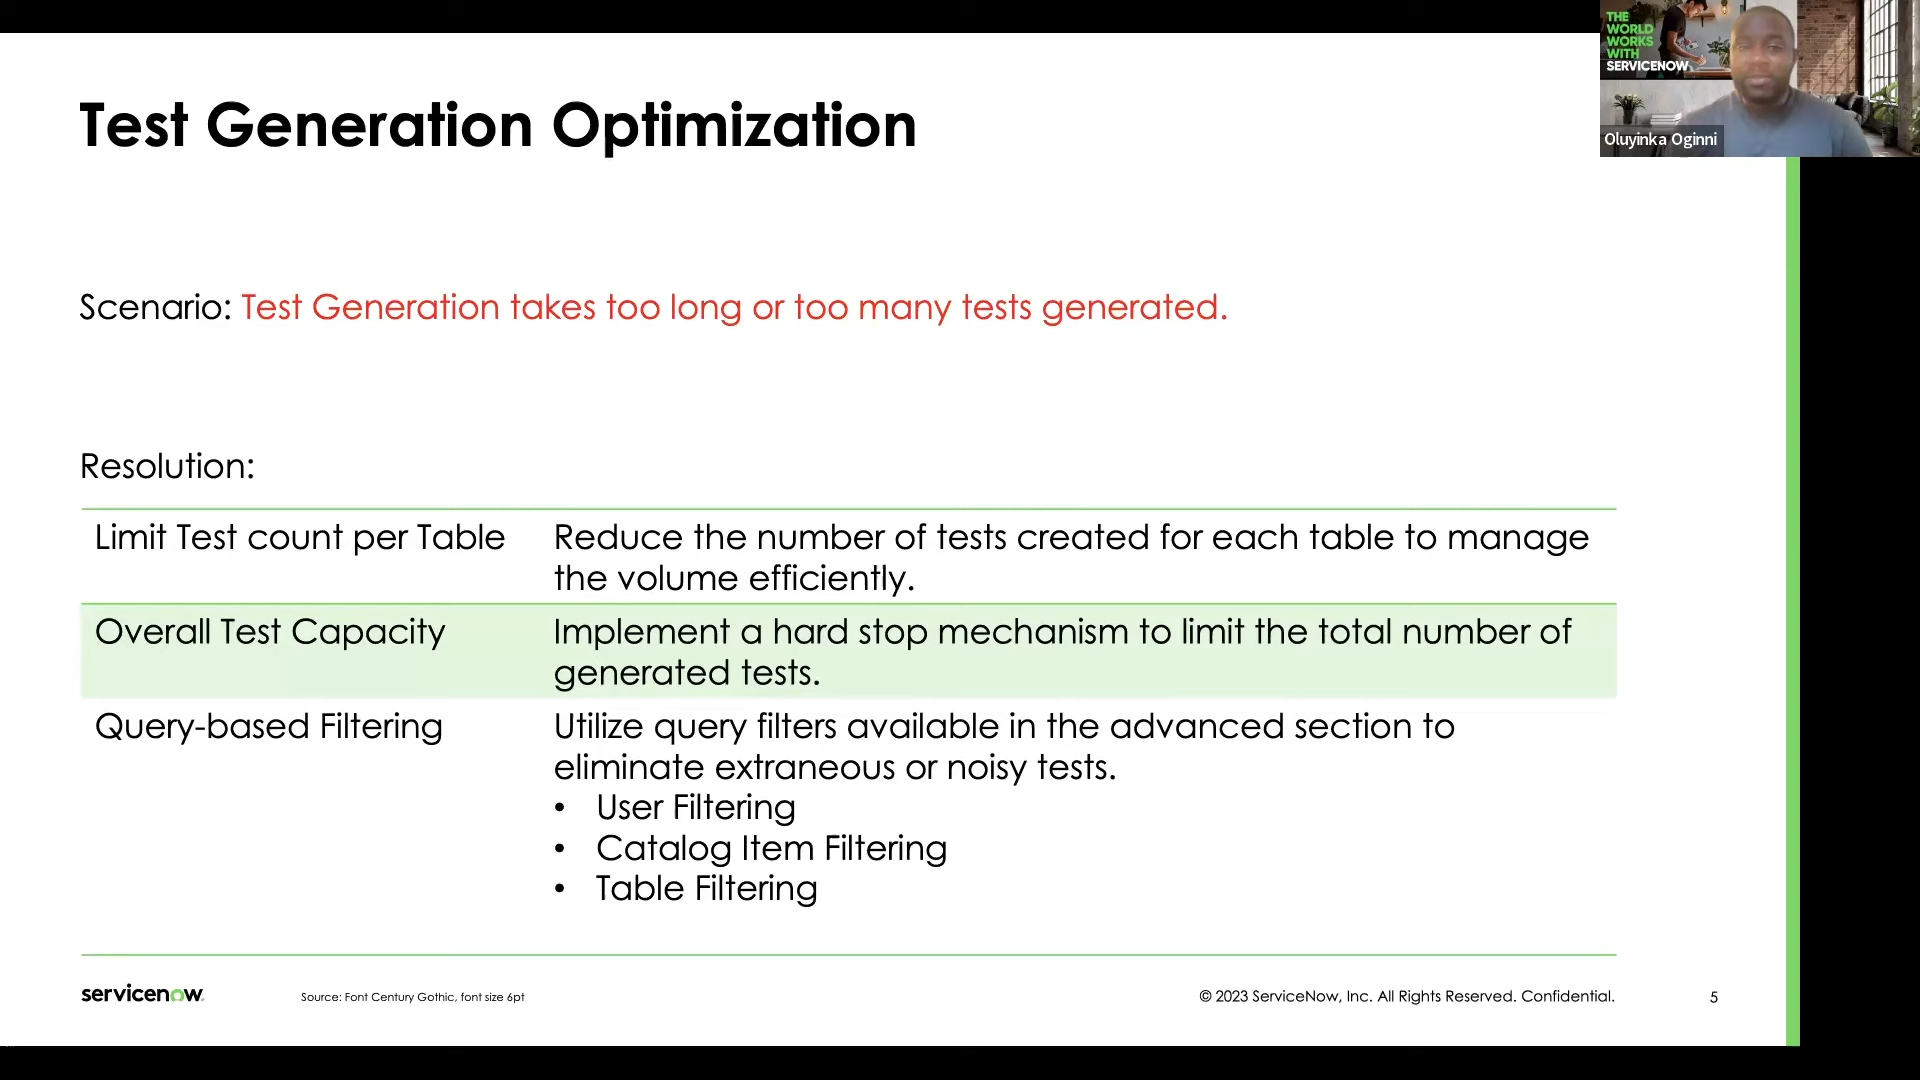 THE
WORLD
WORKS
WITH
SERVICENOW
Oluyinka Oginni
Test Generation Optimization
Scenario: Test Generation takes too long or too many tests generated.
Resolution:
Limit Test count per Table
Reduce the number of tests created for each table to manage
the volume efficiently.
Overall Test Capacity
Implement a hard stop mechanism to limit the total number of
generated tests.
Query-based Filtering
Utilize query filters available in the advanced section to
eliminate extraneous or noisy tests.
• User Filtering
• Catalog Item Filtering
• Table Filtering
servicenow
Source: Font Century Gothic, font size 6pt
© 2023 ServiceNow, Inc. All Rights Reserved. Confidential.
5